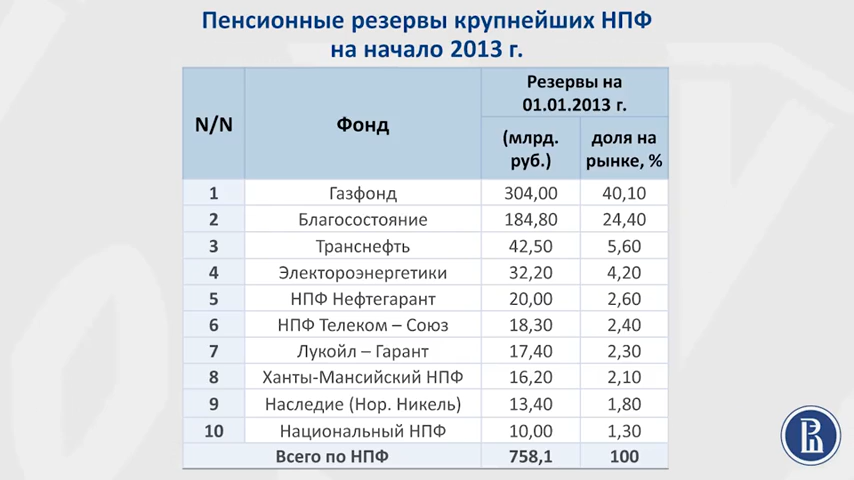 Пенсионные резервы крупнейших НПФ
на начало 2013 г.
N/N
Фонд
Резервы на
01.01.2013 г.
(млрд.
руб.)
доля на
рынке, %
1 Газфонд 304,00 40,10
2 Благосостояние 184,80 24,40
3 Транснефть 42,50 5,60
4 Электороэнергетики 32,20 4,20
5 НПФ Нефтегарант 20,00 2,60
6 НПФ Телеком – Союз 18,30 2,40
7 Лукойл – Гарант 17,40 2,30
8 Ханты-Мансийский НПФ 16,20 2,10
9 Наследие (Нор. Никель) 13,40 1,80
10 Национальный НПФ 10,00 1,30
Всего по НПФ 758,1 100